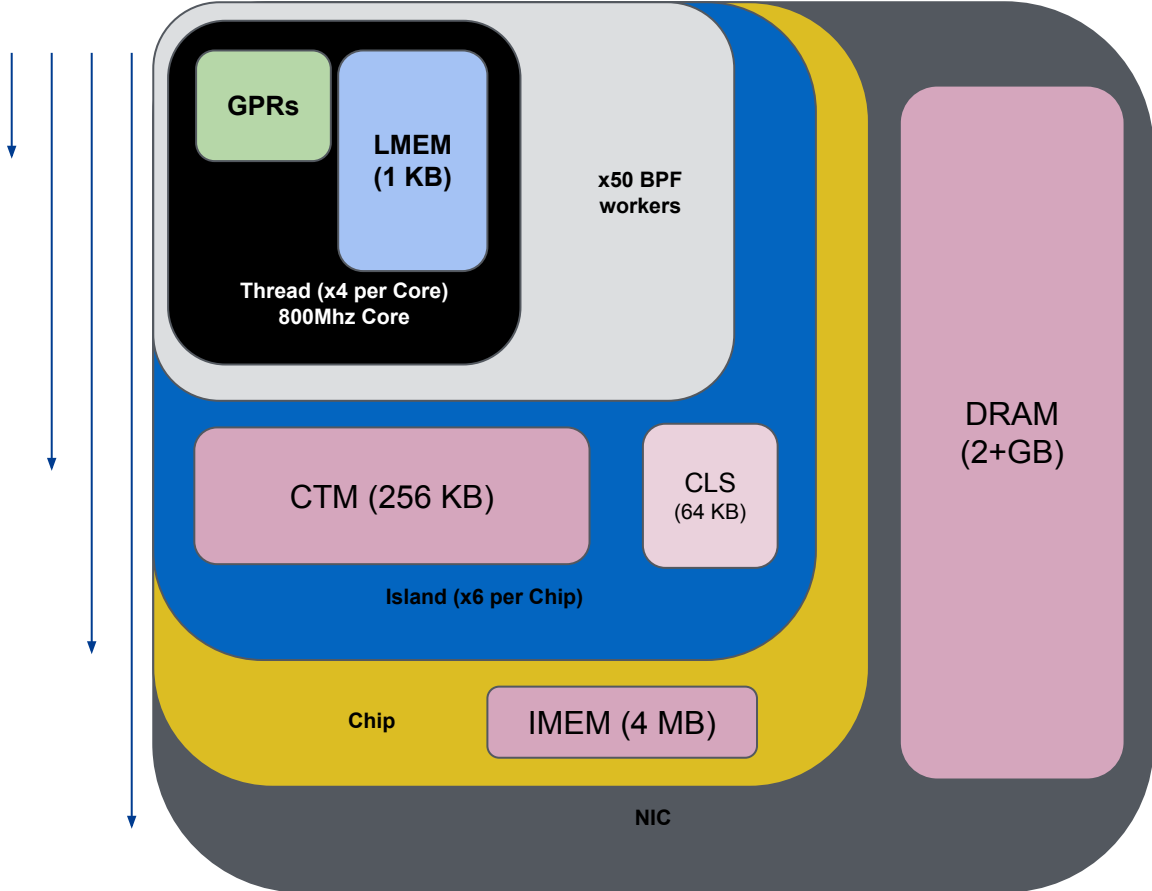 GPRs
LMEM
(1 KB)
x50 BPF
workers
Thread (x4 per Core)
800Mhz Core
DRAM
(2+GB)
CTM (256 KB)
CLS
(64 KB)
Island (x6 per Chip)
Chip
IMEM (4 MB)
NIC